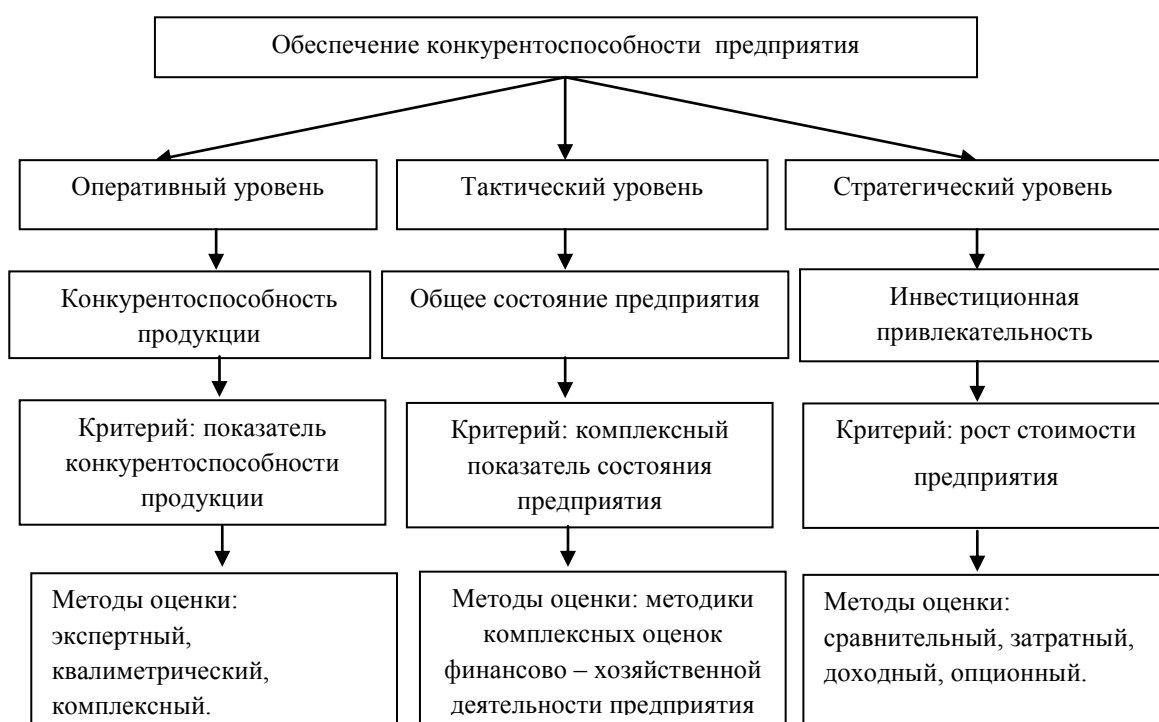 Обеспечение конкурентоспособности предприятия
Оперативный уровень
Тактический уровень
Стратегический уровень
Конкурентоспособность
продукции
Общее состояние предприятия
Инвестиционная
привлекательность
Критерий: показатель
конкурентоспособности
продукции
Критерий: комплексный
показатель состояния
предприятия
Критерий: рост стоимости
предприятия
Методы оценки:
экспертный,
квалиметрический,
комплексный.
Методы оценки: методики
комплексных оценок
финансово – хозяйственной
деятельности предприятия
Методы оценки:
сравнительный, затратный,
доходный, опционный.